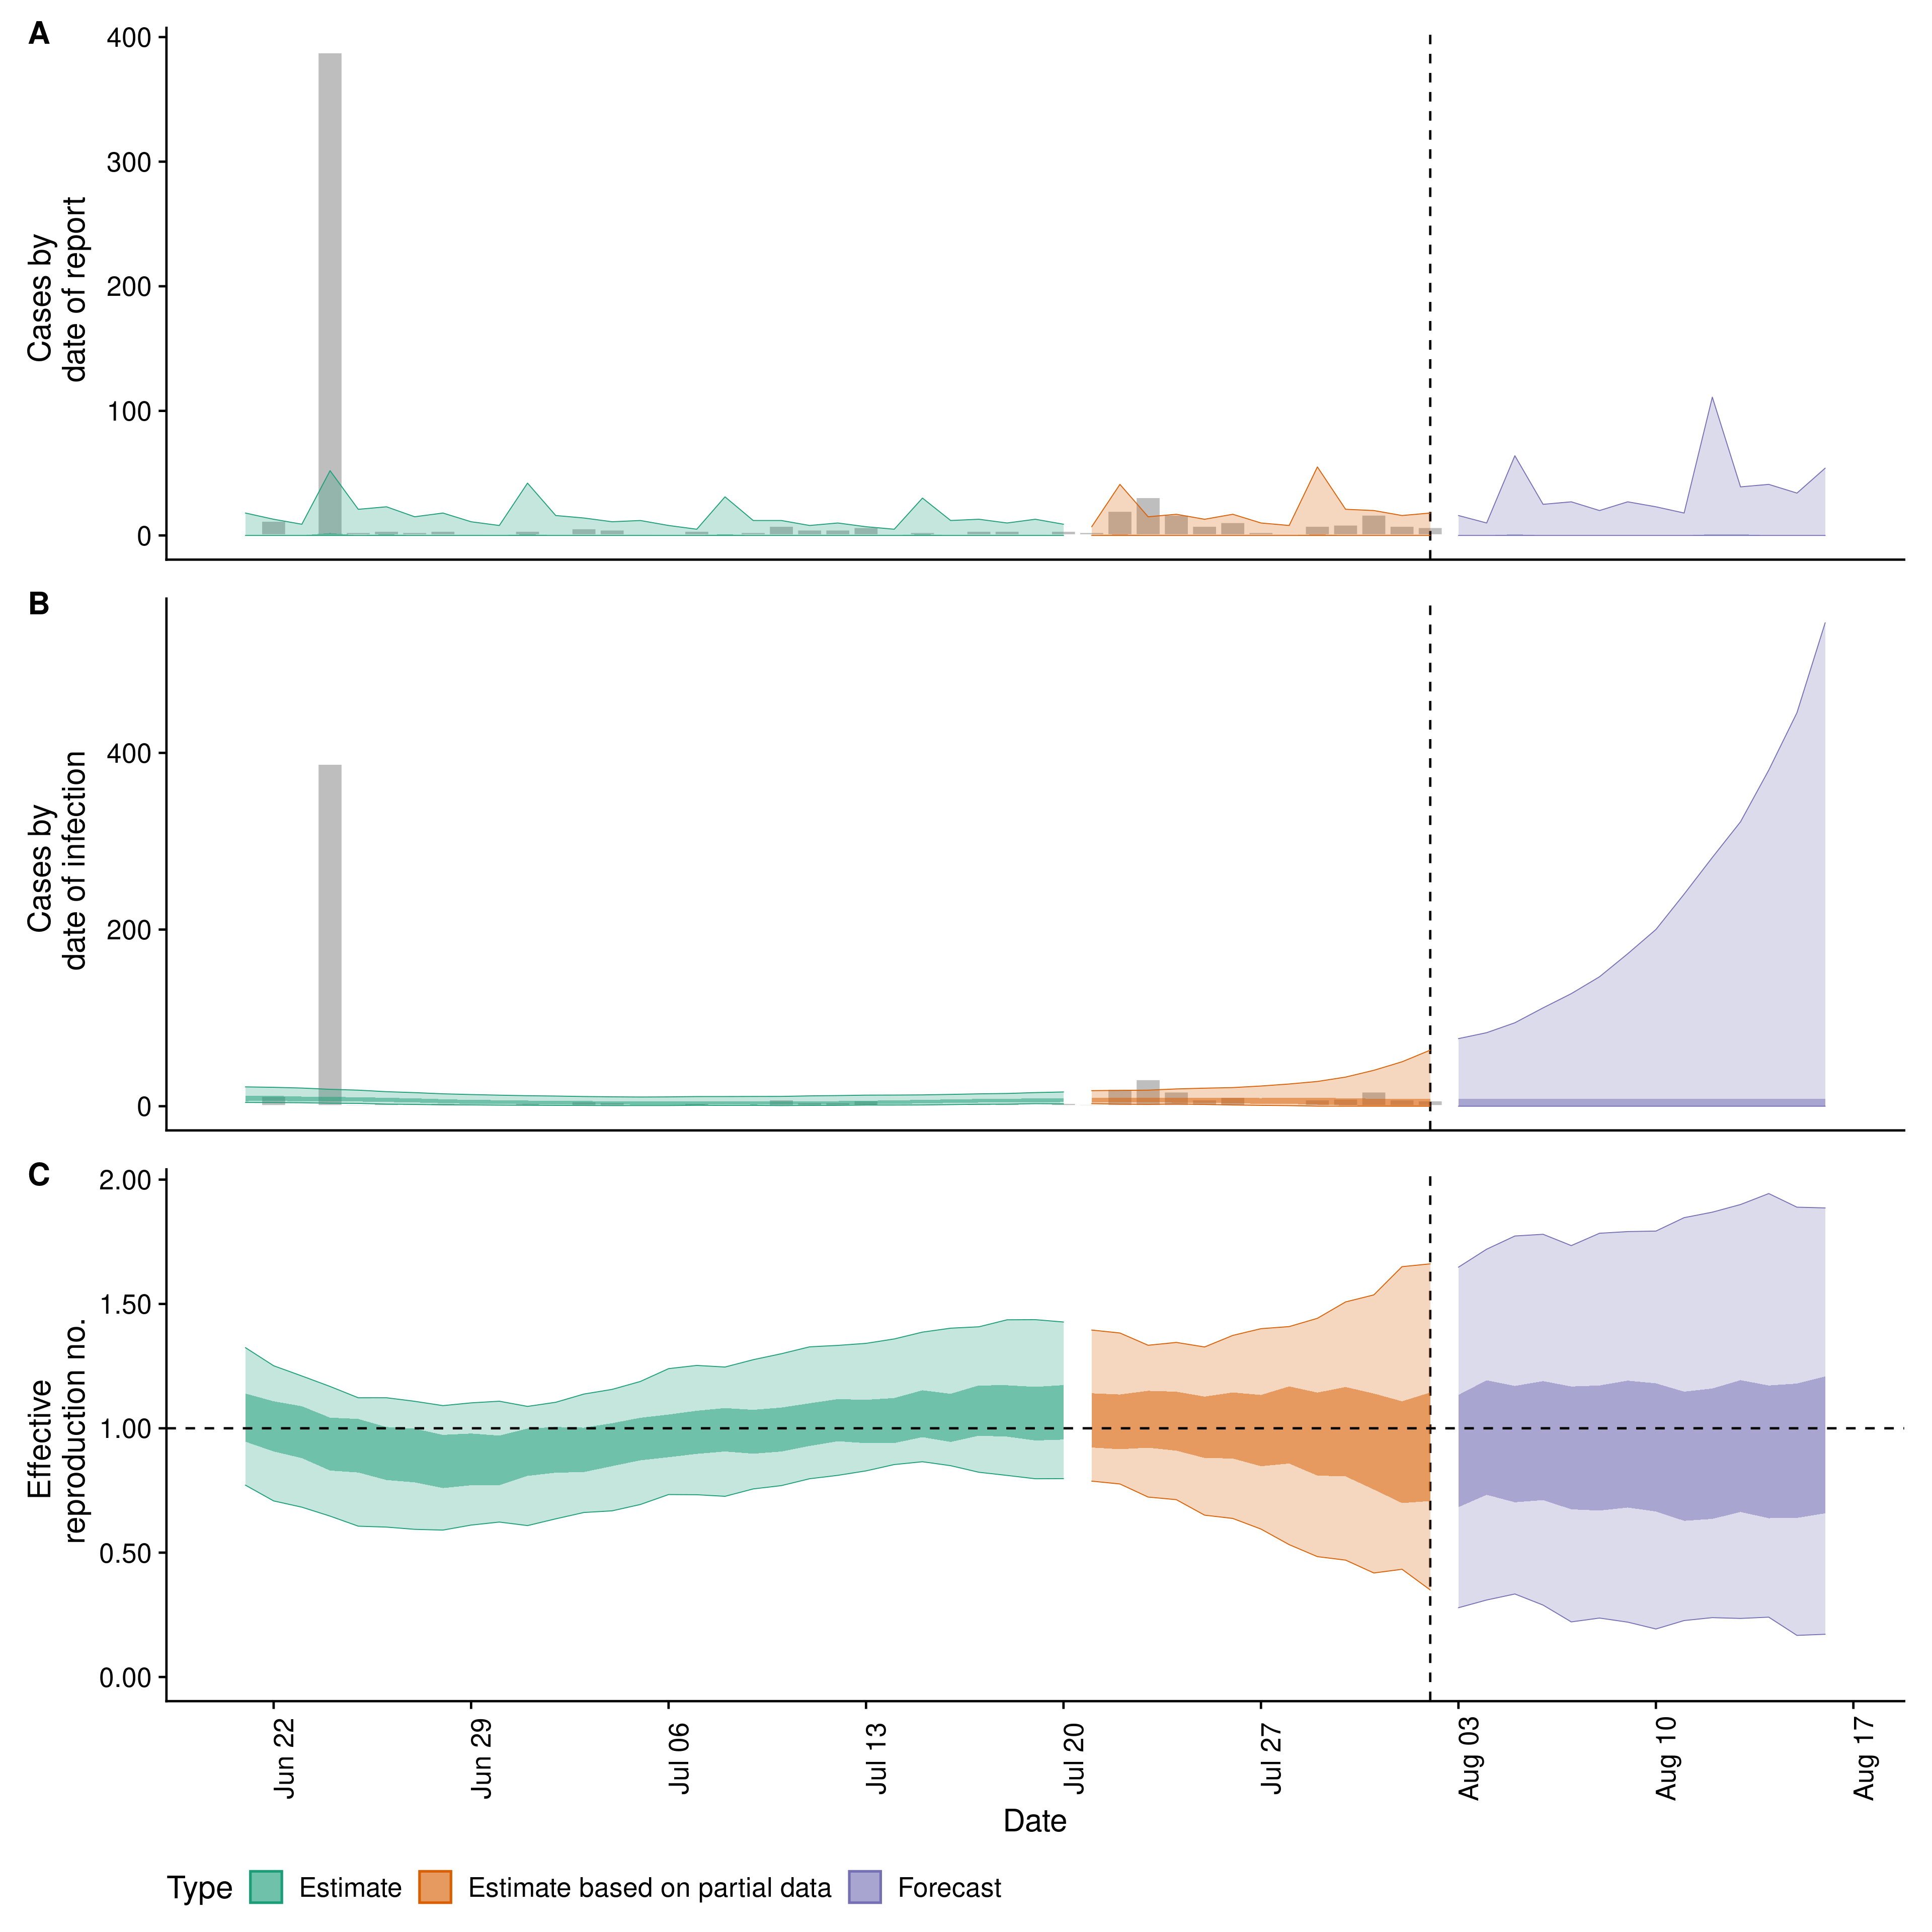 A
400
300
200
100
0
Cases by
date of report
B
400
200
0
Cases by
date of infection
C
2.00
1.50
1.00
0.50
0.00
Effective
reproduction no.
Jun 22
Jun 29
Jul 06
Jul 13
Jul 20
Jul 27
Aug 03
Aug 10
Aug 17
Date
Type Estimate Estimate based on partial data Forecast